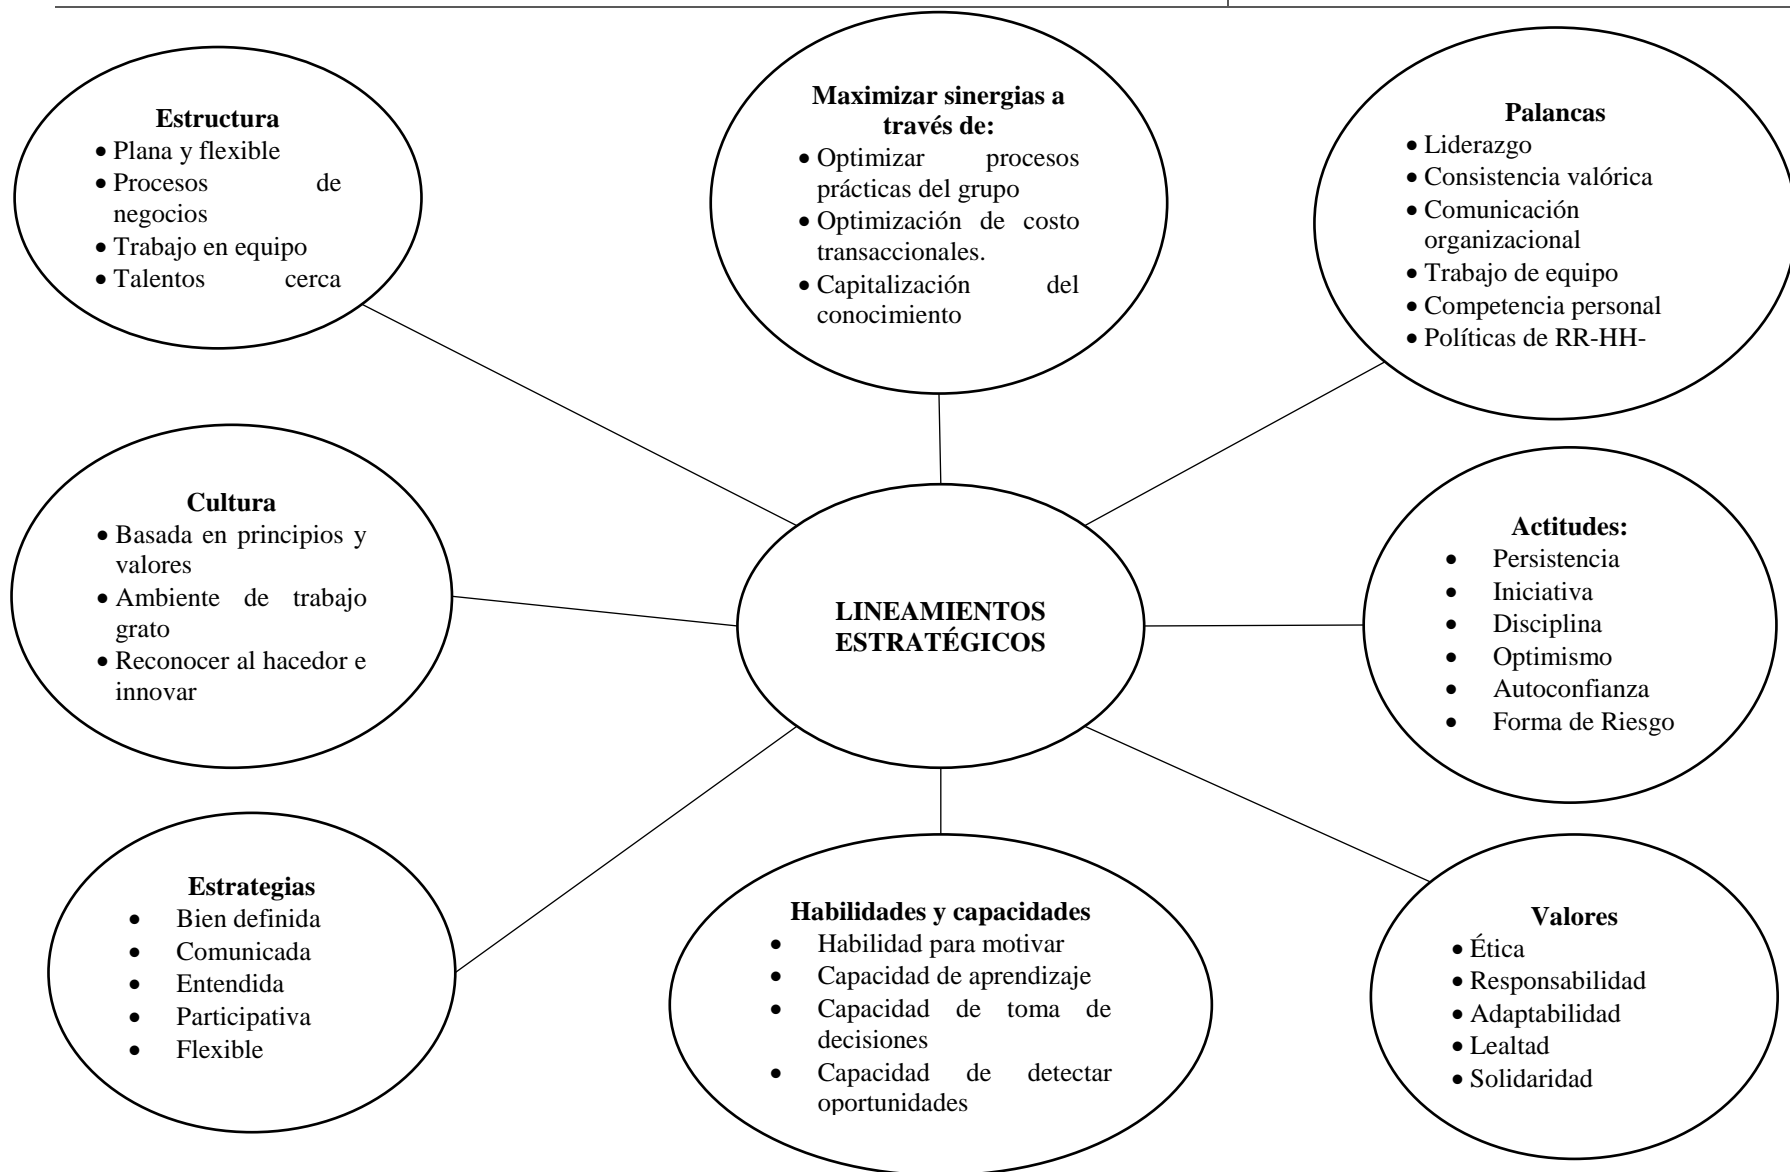 Estructura
• Plana y flexible
• Procesos de
negocios
• Trabajo en equipo
• Talentos cerca
Maximizar sinergias a
través de:
• Optimizar procesos
prácticas del grupo
• Optimización de costo
transaccionales.
• Capitalización del
conocimiento
Palancas
• Liderazgo
• Consistencia valórica
• Comunicación
organizacional
• Trabajo de equipo
• Competencia personal
• Políticas de RR-HH-
Cultura
• Basada en principios y
valores
• Ambiente de trabajo
grato
• Reconocer al hacedor e
innovar
LINEAMIENTOS
ESTRATÉGICOS
Actitudes:
• Persistencia
• Iniciativa
• Disciplina
• Optimismo
• Autoconfianza
• Forma de Riesgo
Estrategias
• Bien definida
• Comunicada
• Entendida
• Participativa
• Flexible
Habilidades y capacidades
• Habilidad para motivar
• Capacidad de aprendizaje
• Capacidad de toma de
decisiones
• Capacidad de detectar
oportunidades
Valores
• Ética
• Responsabilidad
• Adaptabilidad
• Lealtad
• Solidaridad